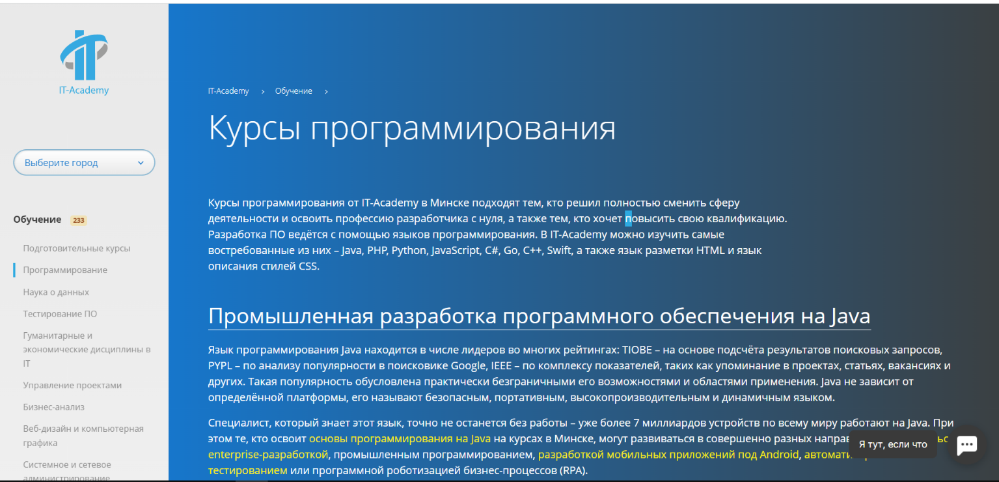 IT-Academy
Выберите город
Обучение 233
Подготовительные курсы
Программирование
Наука о данных
Тестирование ПО
Гуманитарные и
экономические дисциплины в
IT
Управление проектами
Бизнес-анализ
Веб-дизайн и компьютерная
графика
Системное и сетевое
администрирование
IT-Academy > Обучение >
Курсы программирования
Курсы программирования от IT-Academy в Минске подходят тем, кто решил полностью сменить сферу
деятельности и освоить профессию разработчика с нуля, а также тем, кто хочет повысить свою квалификацию.
Разработка ПО ведётся с помощью языков программирования. В IT-Academy можно изучить самые
востребованные из них – Java, PHP, Python, JavaScript, C#, Go, C++, Swift, а также язык разметки HTML и язык
описания стилей CSS.
Промышленная разработка программного обеспечения на Java
Язык программирования Java находится в числе лидеров во многих рейтингах: TIOBE – на основе подсчёта результатов поисковых запросов,
PYPL – по анализу популярности в поисковике Google, IEEE – по комплексу показателей, таких как упоминание в проектах, статьях, вакансиях и
других. Такая популярность обусловлена практически безграничными его возможностями и областями применения. Java не зависит от
определённой платформы, его называют безопасным, портативным, высокопроизводительным и динамичным языком.
Специалист, который знает этот язык, точно не останется без работы – уже более 7 миллиардов устройств по всему миру работают на Java. При
этом те, кто освоит основы программирования на Java на курсах в Минске, могут развиваться в совершенно разных
enterprise-разработкой, промышленным программированием, разработкой мобильных приложений под Android,
тестированием или программной роботизацией бизнес-процессов (RPA).
Я тут, если что